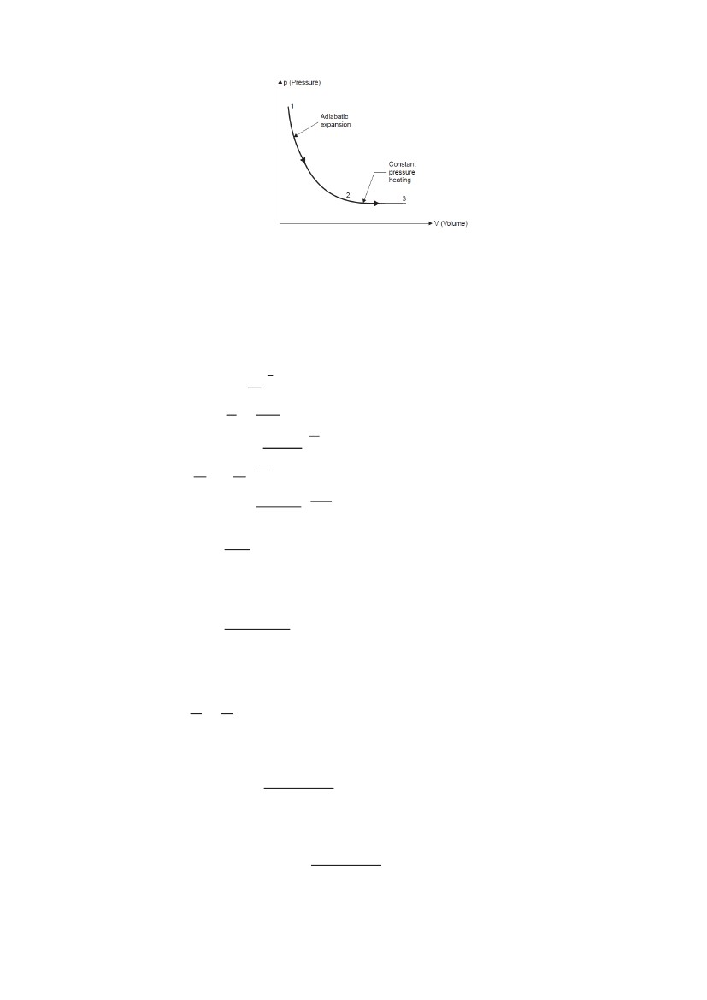 p (Pressure)
1
Adiabatic
expansion
Constant
pressure
heating
2
3
V (Volume)